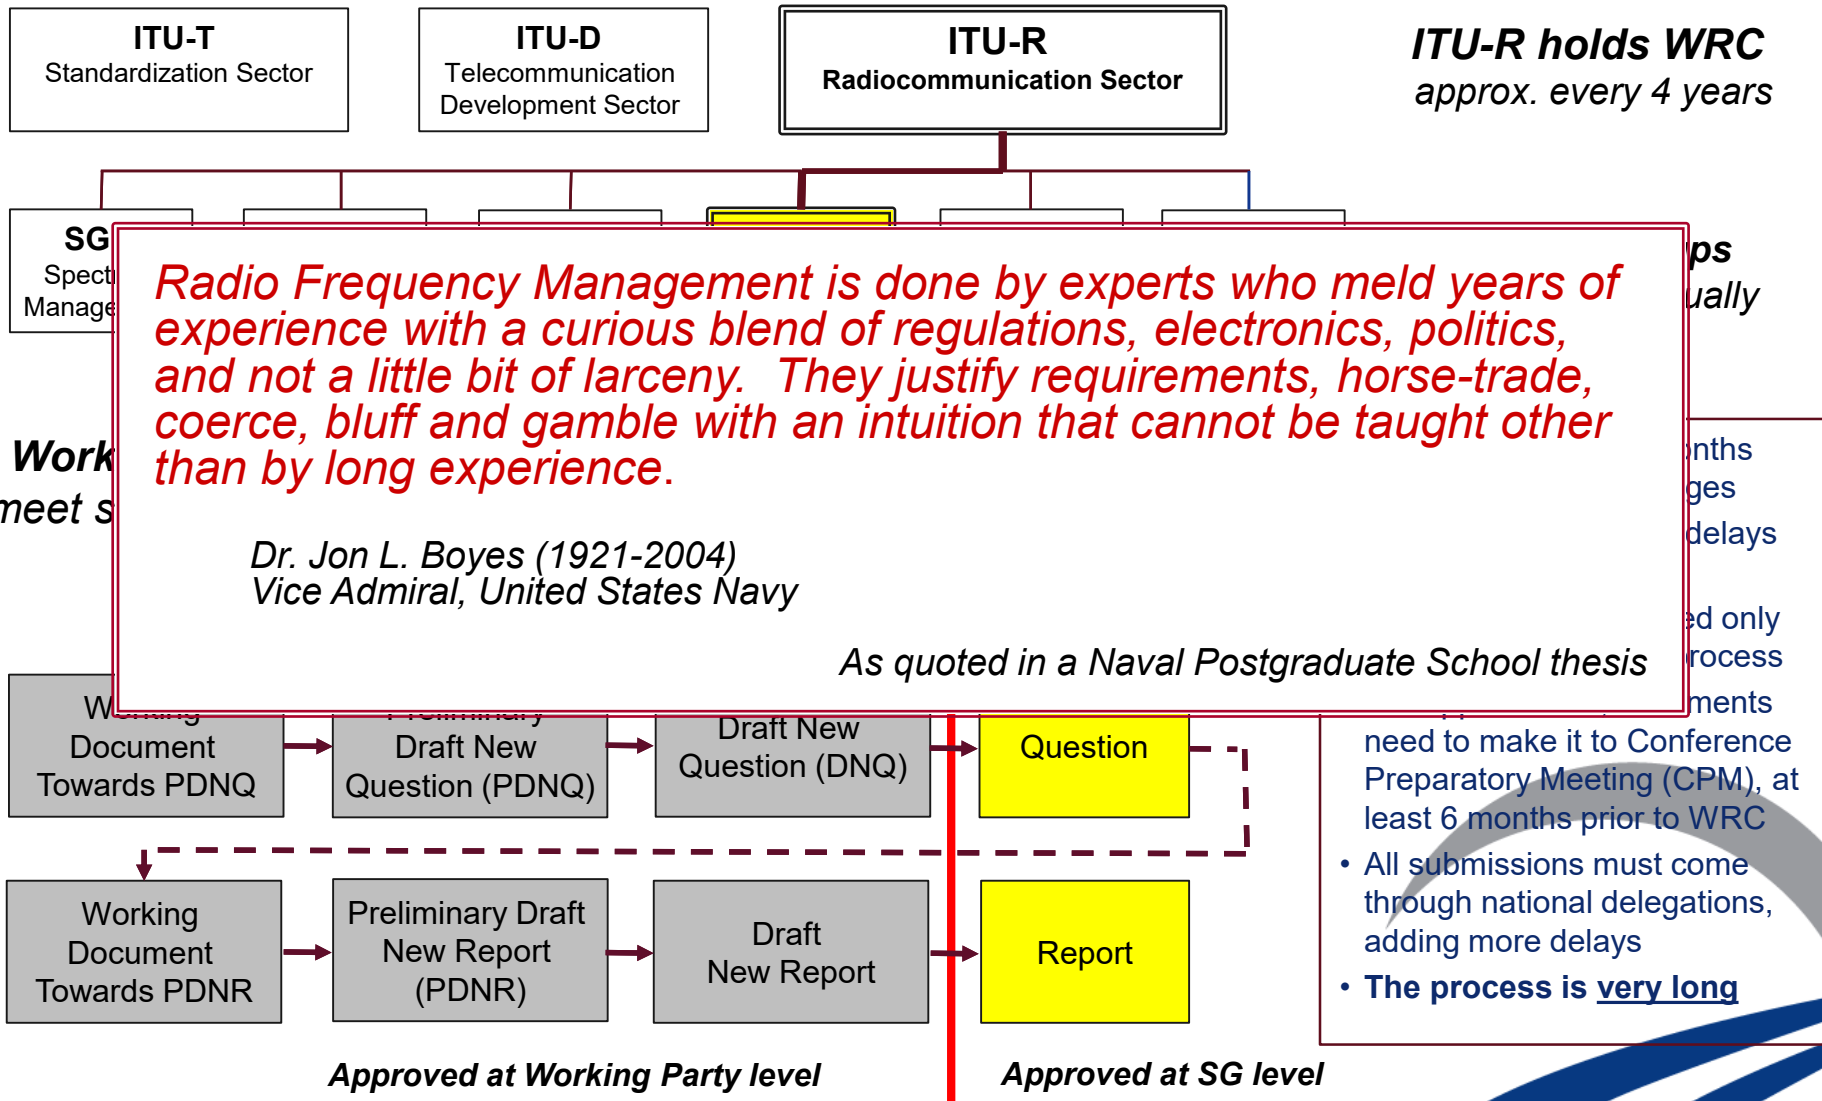 ITU-T
Standardization Sector
ITU-D
Telecommunication
Development Sector
ITU-R
Radiocommunication Sector
ITU-R holds WRC
approx. every 4 years
SG
Radio Frequency Management is done by experts who meld years of
experience with a curious blend of regulations, electronics, politics,
and not a little bit of larceny. They justify requirements, horse-trade,
coerce, bluff and gamble with an intuition that cannot be taught other
than by long experience.
Dr. Jon L. Boyes (1921-2004)
Vice Admiral, United States Navy
As quoted in a Naval Postgraduate School thesis
meet
delays
only
Working
Document
Towards PDNQ
Preliminary
Draft New
Question (PDNQ)
Draft New
Question (DNQ)
Question
need to make it to Conference
Preparatory Meeting (CPM), at
least 6 months prior to WRC
• All submissions must come
through national delegations,
adding more delays
• The process is very long
Working
Document
Towards PDNR
Preliminary Draft
New Report
(PDNR)
Draft
New Report
Report
Approved at Working Party level
Approved at SG level